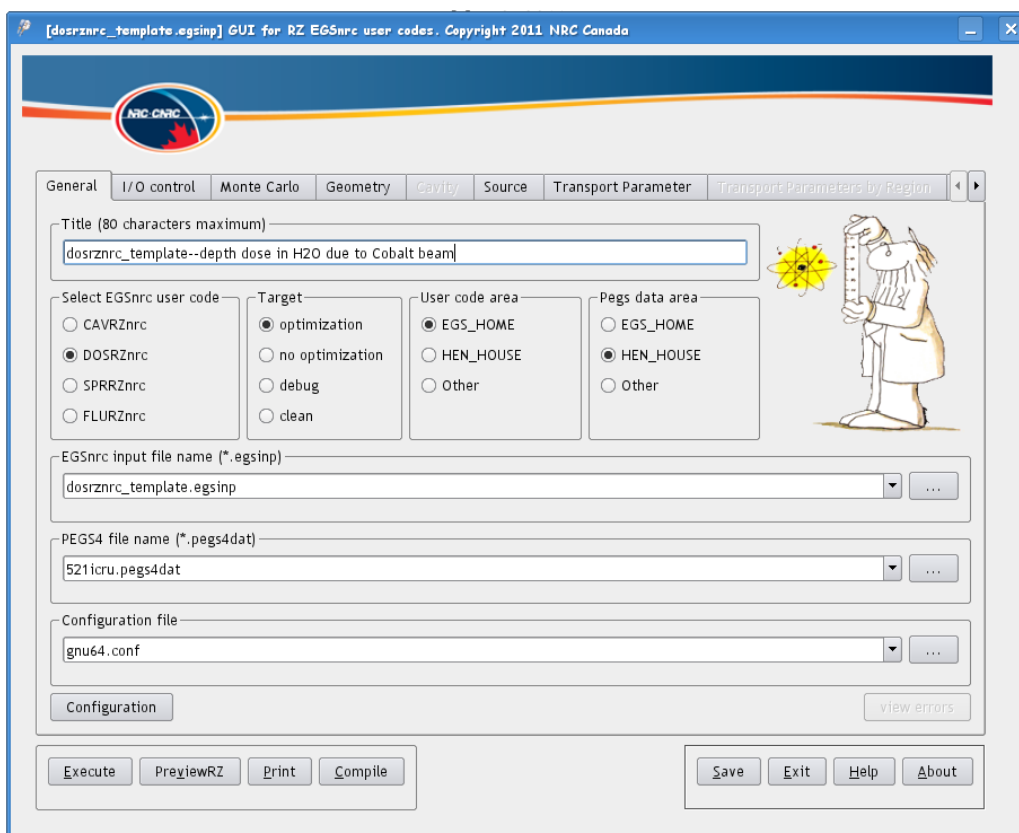 [dosrznrc_template.egsinp] GUI for RZ EGSnrc user codes. Copyright 2011 NRC Canada
NRC·CNRC
General I/O control Monte Carlo Geometry Cavity Source Transport Parameter Transport Parameters by Region
Title (80 characters maximum)
dosrznrc_template--depth dose in H2O due to Cobalt beam
Select EGSnrc user code Target User code area Pegs data area
CAVRZnrc optimization EGS_HOME EGS_HOME
DOSRZnrc no optimization HEN_HOUSE HEN_HOUSE
SPRRZnrc debug Other Other
FLURZnrc clean
EGSnrc input file name (*.egsinp)
dosrznrc_template.egsinp ...
PEGS4 file name (*.pegs4dat)
521icru.pegs4dat ...
Configuration file
gnu64.conf ...
Configuration view errors
Execute PreviewRZ Print Compile Save Exit Help About